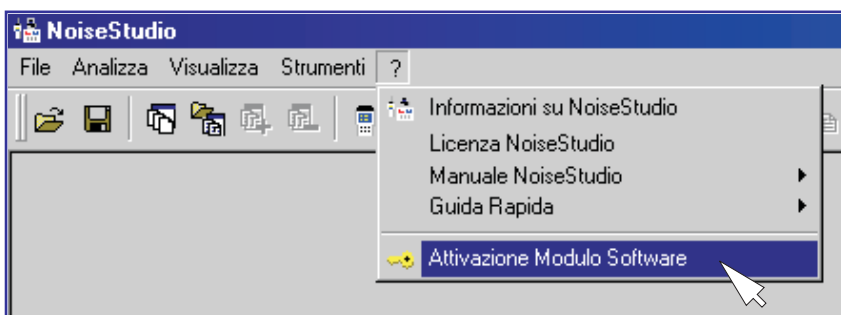 NoiseStudio
File Analizza Visualizza Strumenti ?
Informazioni su NoiseStudio
Licenza NoiseStudio
Manuale NoiseStudio
Guida Rapida
Attivazione Modulo Software